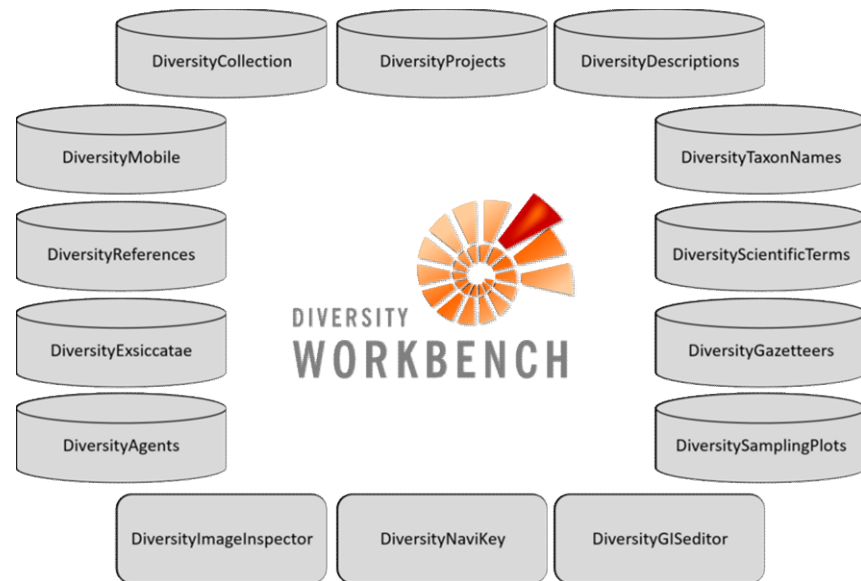 DiversityCollection
DiversityProjects
DiversityDescriptions
DiversityMobile
DiversityTaxonNames
DiversityReferences
DiversityScientificTerms
DIVERSITY
WORKBENCH
DiversityExsiccatae
DiversityGazetteers
DiversityAgents
DiversitySamplingPlots
DiversityImageInspector
DiversityNaviKey
DiversityGISeditor